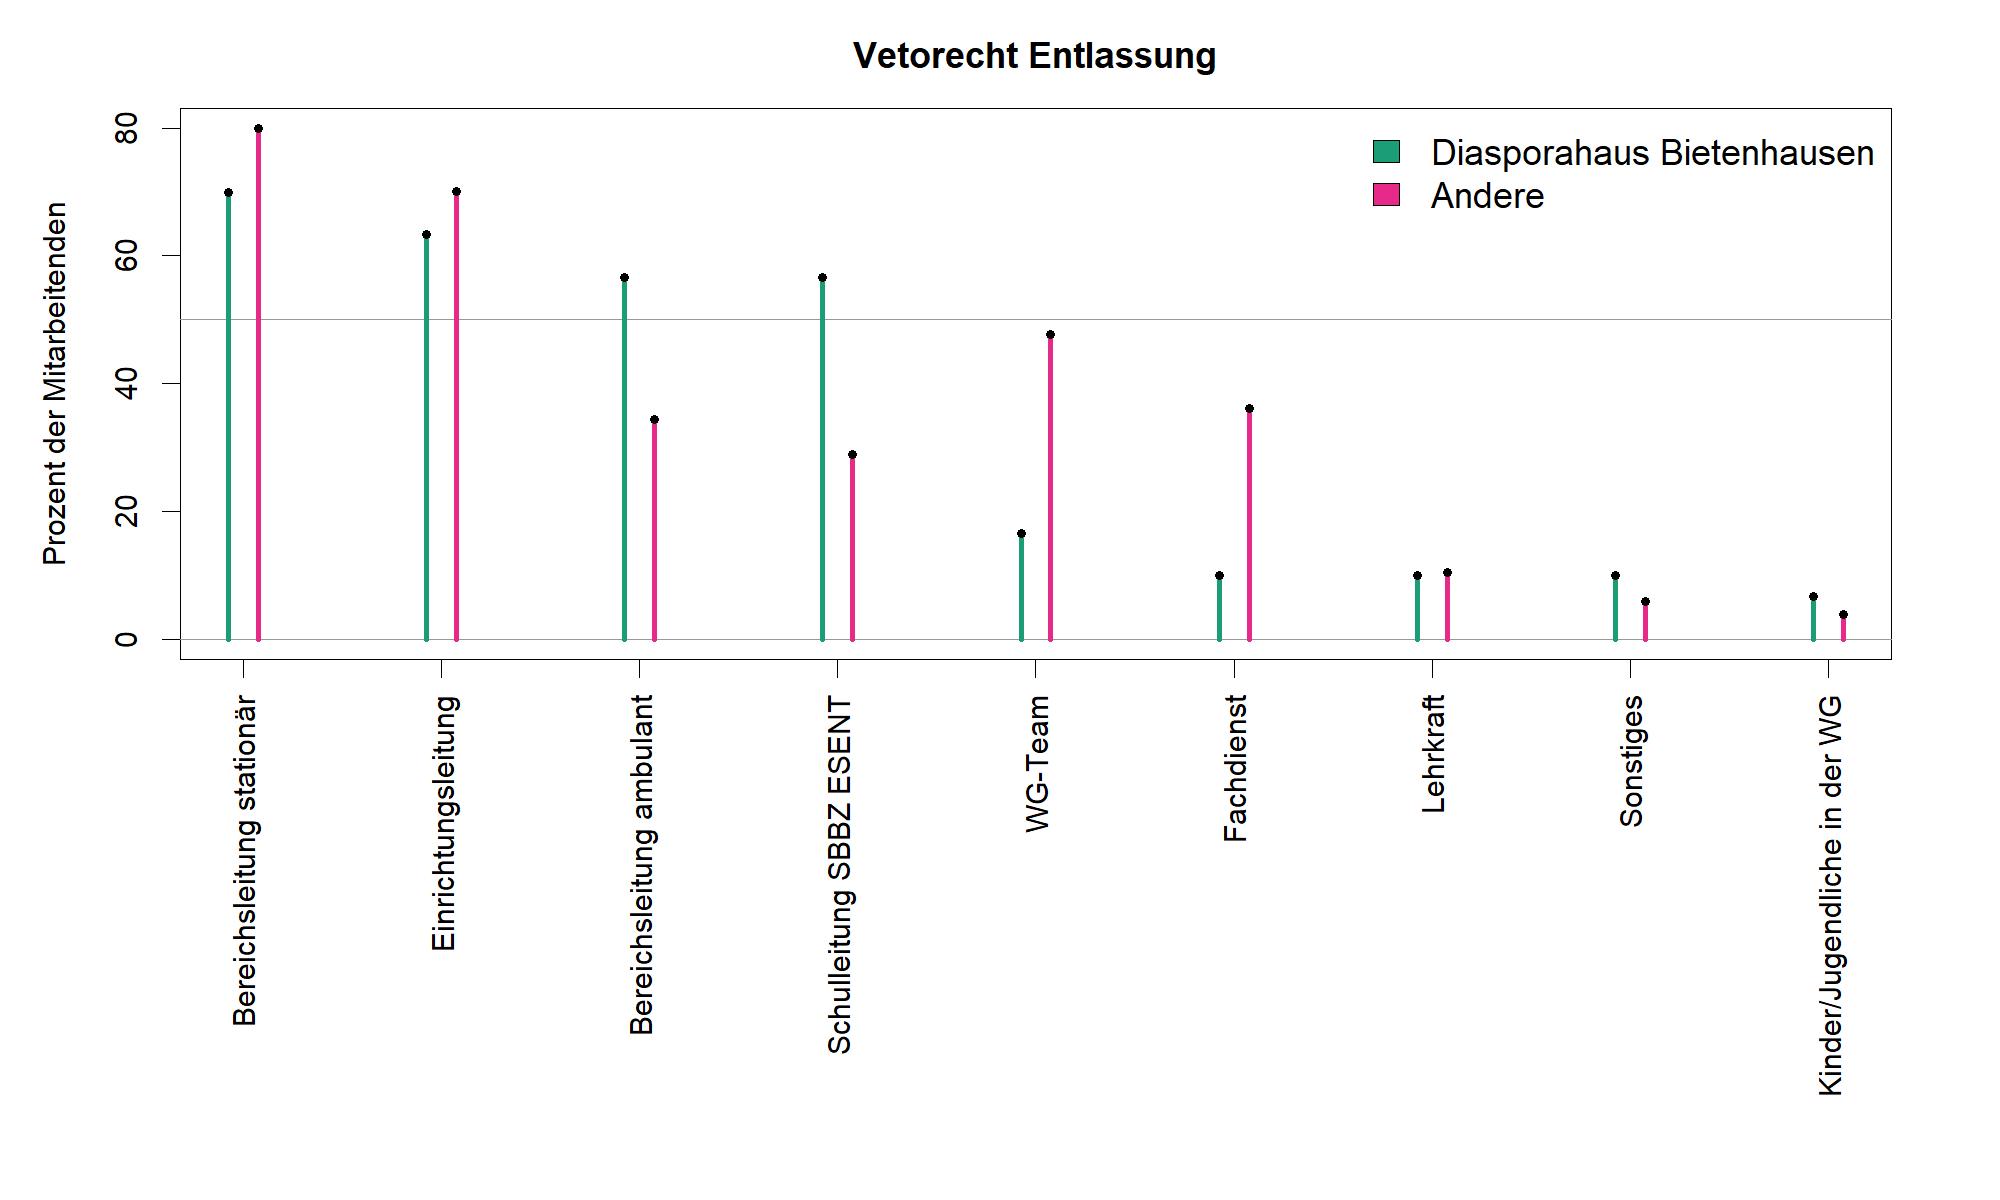 Vetorecht Entlassung
Prozent der Mitarbeitenden
80
60
40
20
0
Diasporahaus Bietenhausen
Andere
Bereichsleitung stationär
Einrichtungsleitung
Bereichsleitung ambulant
Schulleitung SBBZ ESENT
WG-Team
Fachdienst
Lehrkraft
Sonstiges
Kinder/Jugendliche in der WG